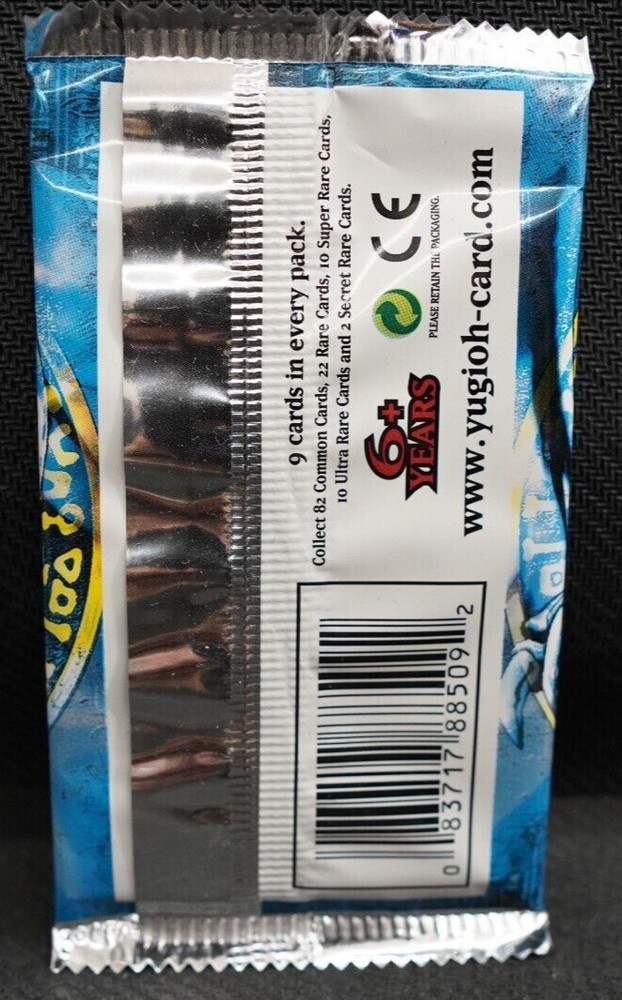 9 cards in every pack.
Collect 82 Common Cards, 22 Rare Cards, 10 Super Rare Cards,
10 Ultra Rare Cards and 2 Secret Rare Cards.
6+
YEARS
CE
PLEASE RETAIN THE PACKAGING.
www.yugioh-card.com
0 83717 88509 2